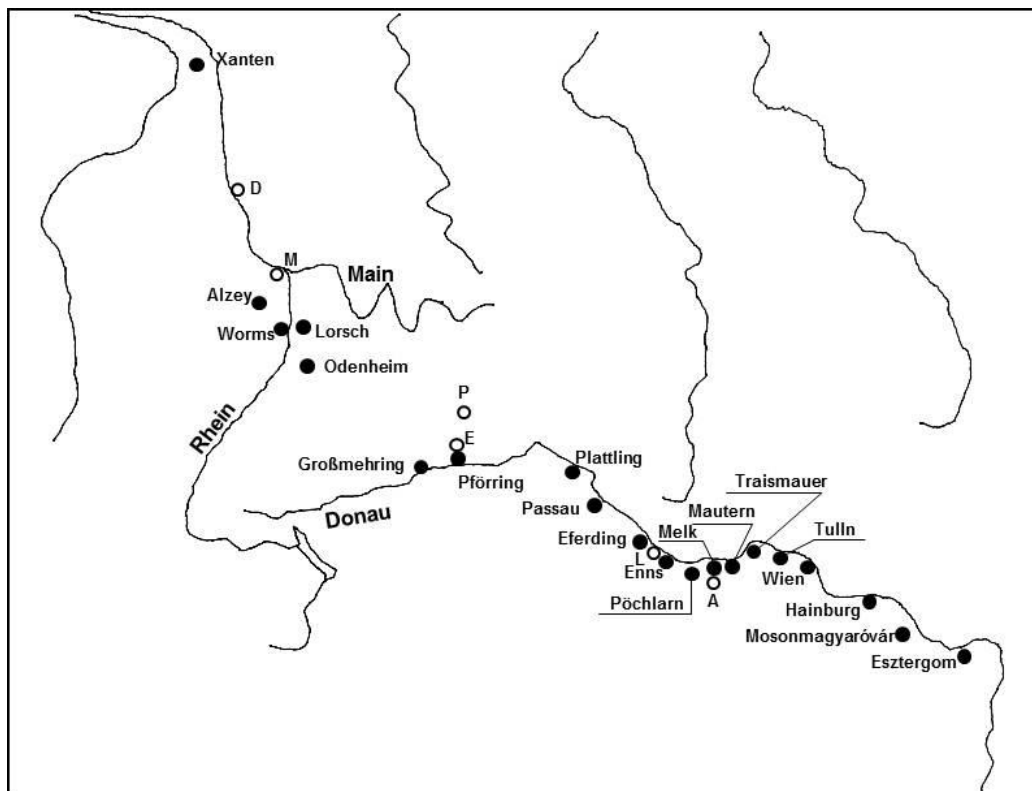 Xanten
D
M
Main
Alzey
Worms
Lorsch
Odenheim
Rhein
P
E
Großmehring
Pförring
Donau
Plattling
Passau
Traismauer
Mautern
Melk
Tulln
Eferding
L
Enns
Wien
Pöchlarn
A
Hainburg
Mosonmagyaróvár
Esztergom